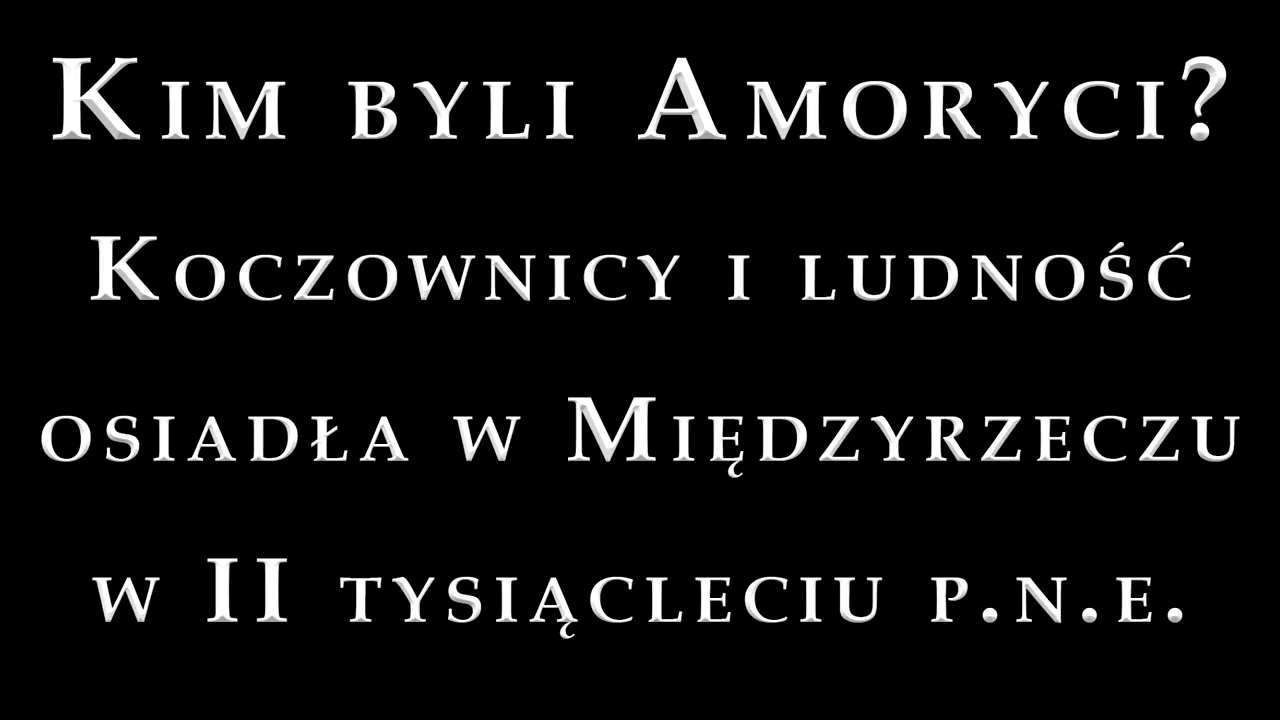 Kim byli Amoryci?
Koczownicy i ludność
osiadła w Międzyrzeczu
w II tysiącleciu p.n.e.